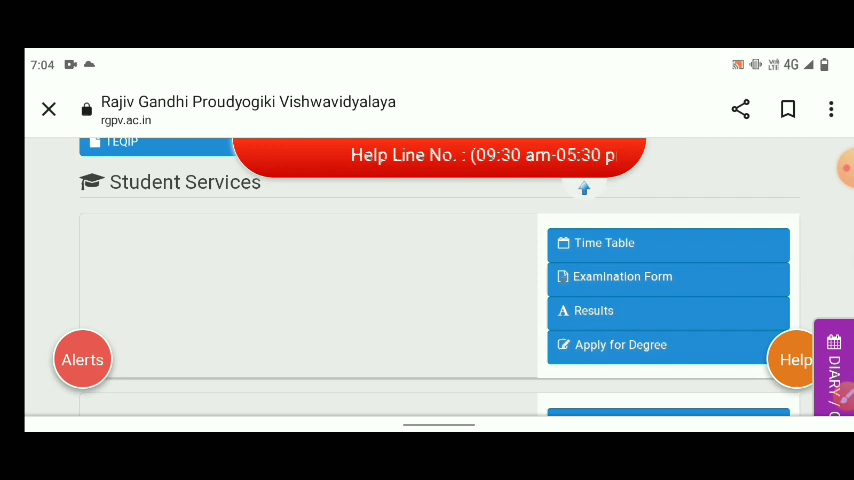 7:04
4G
Rajiv Gandhi Proudyogiki Vishwavidyalaya
rgpv.ac.in
TEQIP
Help Line No. : (09:30 am-05:30 p
Student Services
Time Table
Examination Form
Results
Apply for Degree
Alerts
Help
DIARY /